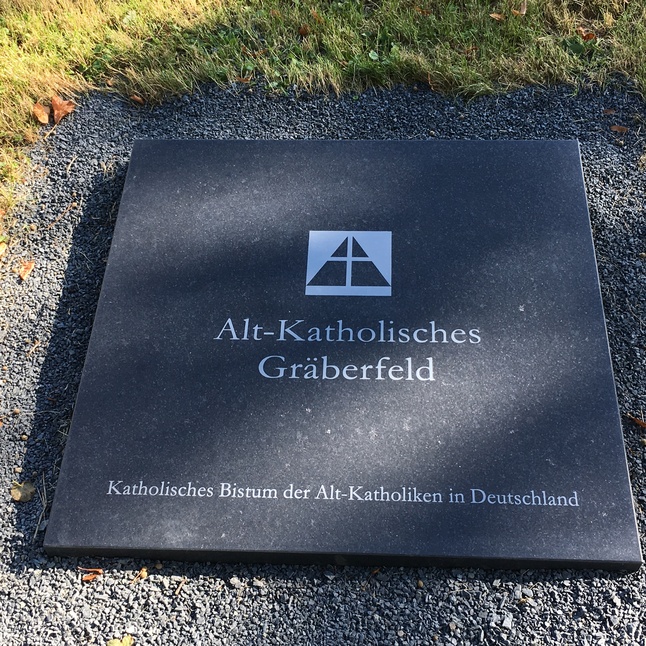 Alt-Katholisches
Gräberfeld
Katholisches Bistum der Alt-Katholiken in Deutschland